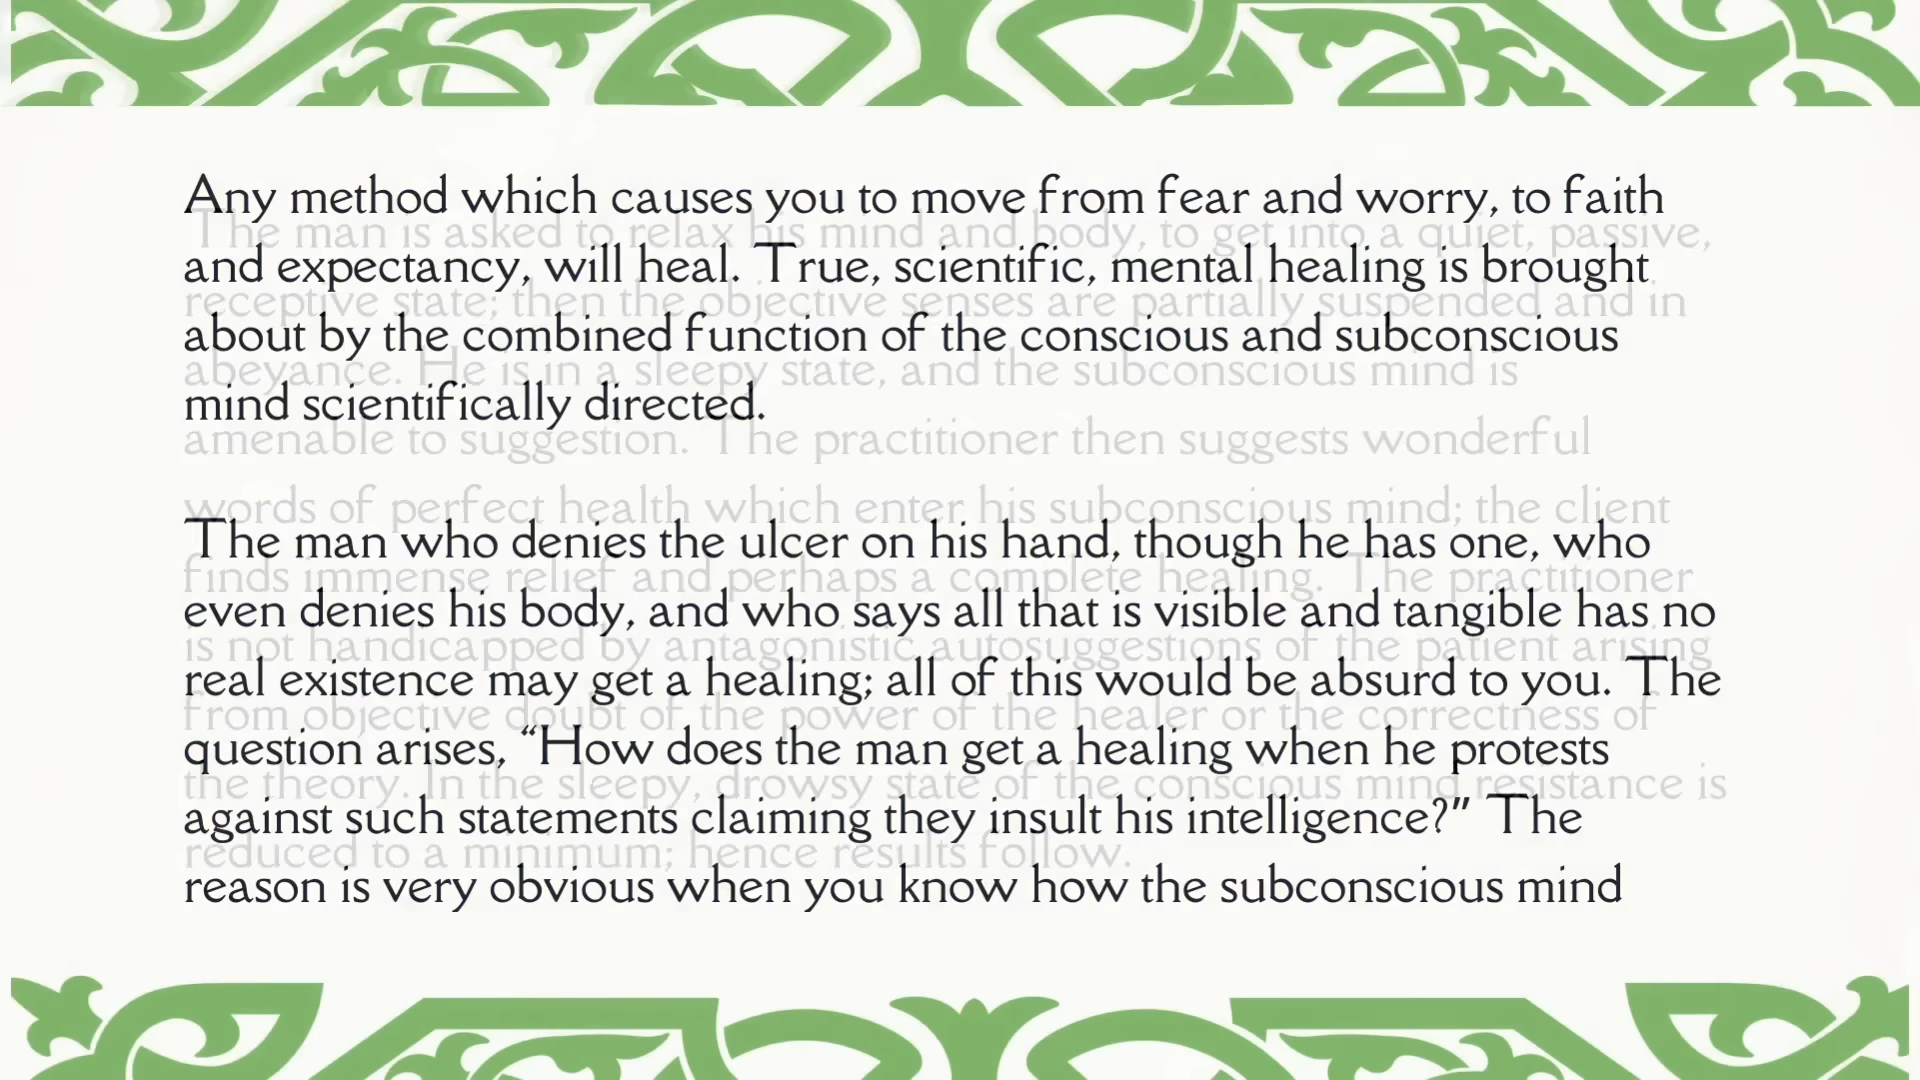 Any method which causes you to move from fear and worry, to faith
and expectancy, will heal. True, scientific, mental healing is brought
about by the combined function of the conscious and subconscious
mind scientifically directed.
The man who denies the ulcer on his hand, though he has one, who
even denies his body, and who says all that is visible and tangible has no
real existence may get a healing; all of this would be absurd to you. The
question arises, “How does the man get a healing when he protests
against such statements claiming they insult his intelligence?” The
reason is very obvious when you know how the subconscious mind
The man is asked to relax his mind and body, to get into a quiet, passive,
receptive state; then the objective senses are partially suspended and in
abeyance. He is in a sleepy state, and the subconscious mind is
amenable to suggestion. The practitioner then suggests wonderful
words of perfect health which enter his subconscious mind; the client
finds immense relief and perhaps a complete healing. The practitioner
is not handicapped by antagonistic autosuggestions of the patient arising
from objective doubt of the power of the healer or the correctness of
the theory. In the sleepy, drowsy state of the conscious mind resistance is
reduced to a minimum; hence results follow.